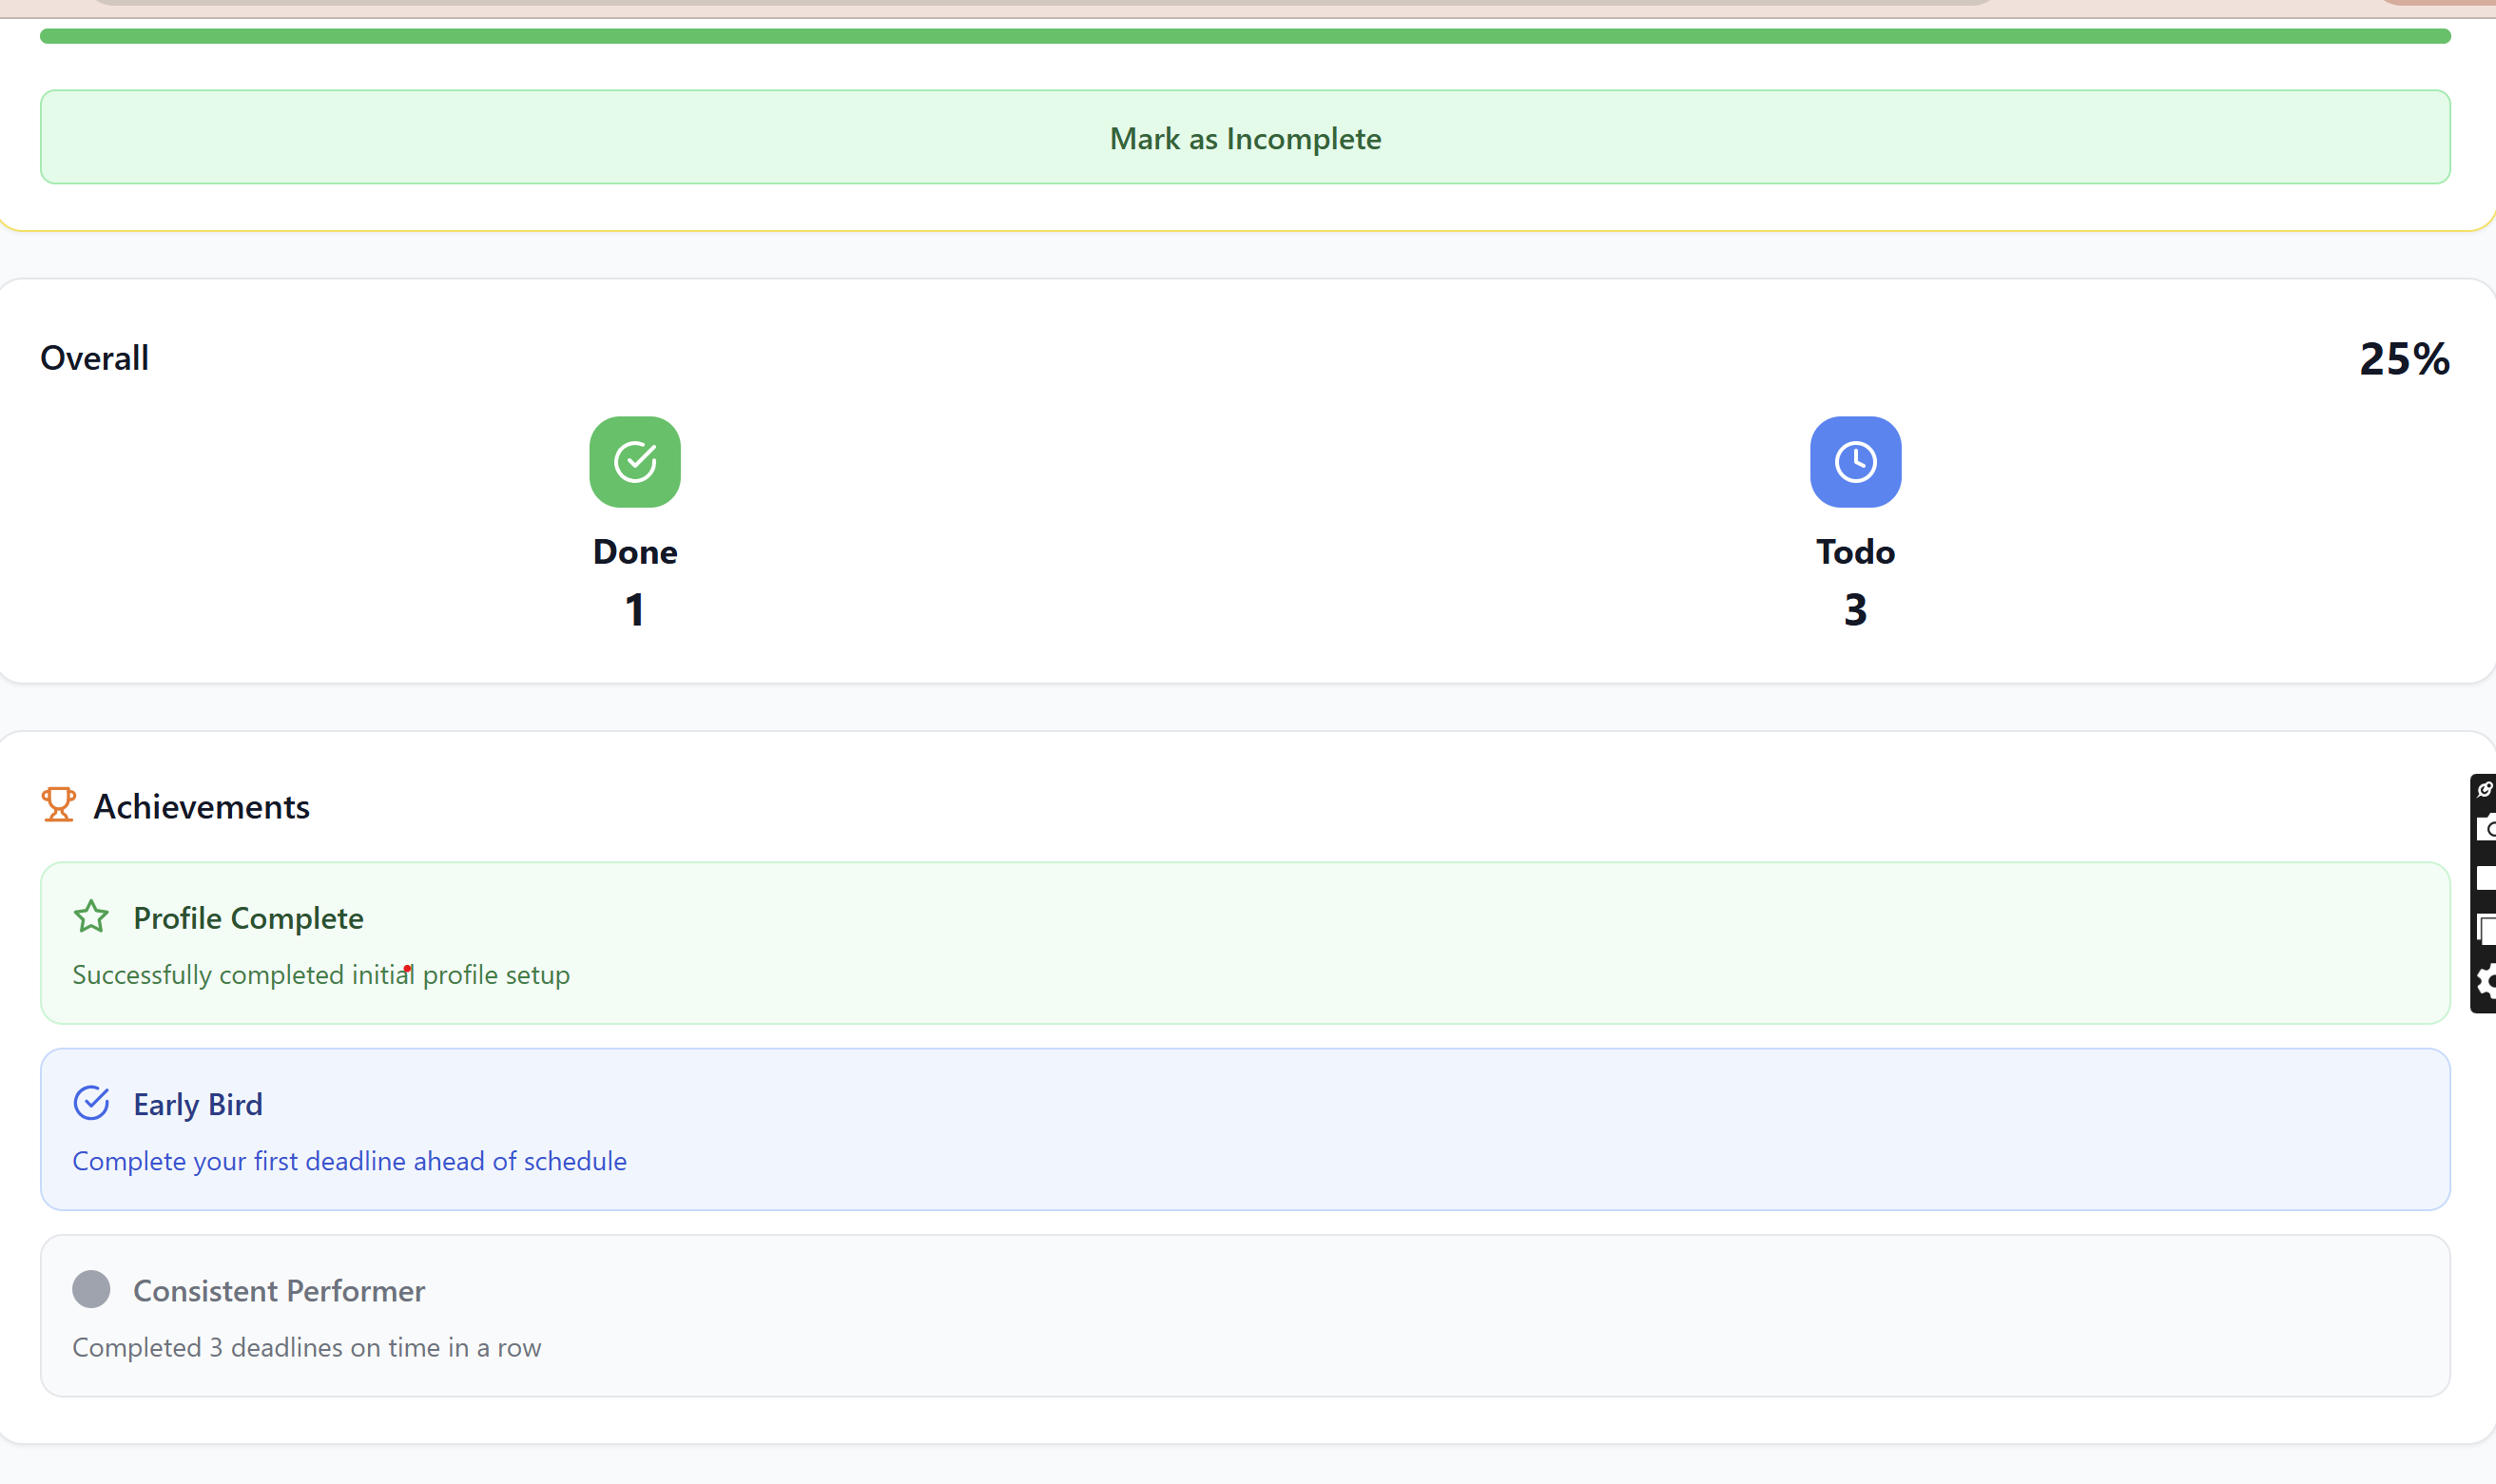 Mark as Incomplete
Overall
25%
Done
Todo
1
3
Achievements
Profile Complete
Successfully completed initial profile setup
Early Bird
Complete your first deadline ahead of schedule
Consistent Performer
Completed 3 deadlines on time in a row